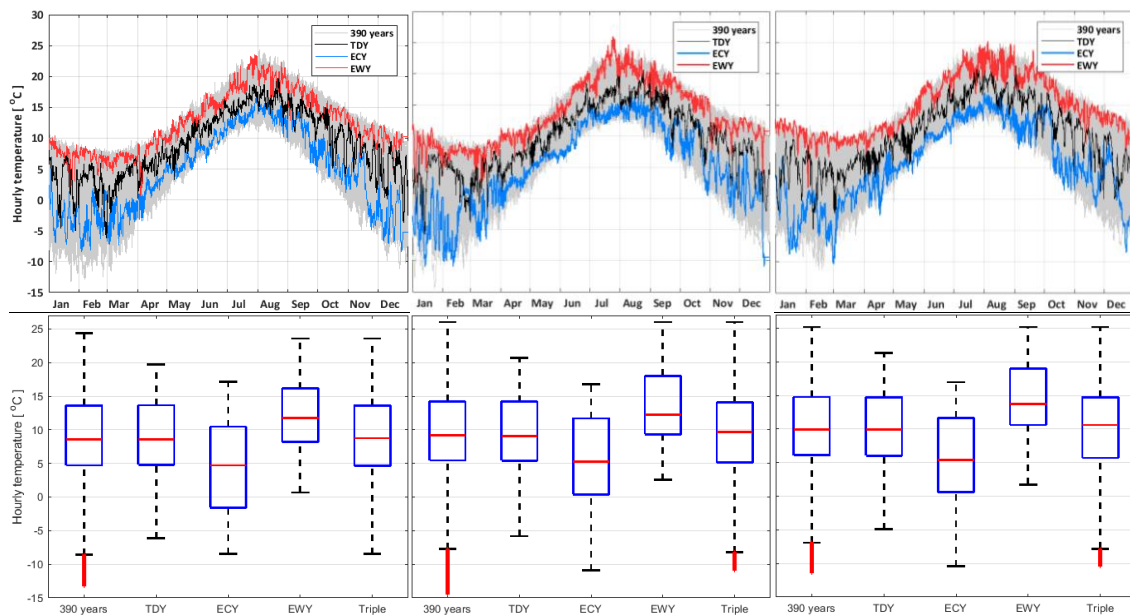 Hourly temperature [ °C]
30
25
20
15
10
5
0
-5
-10
-15
390 years
TDY
ECY
EWY
Jan Feb Mar Apr May Jun Jul Aug Sep Oct Nov Dec
390 years
TDY
ECY
EWY
Jan Feb Mar Apr May Jun Jul Aug Sep Oct Nov Dec
390 years
TDY
ECY
EWY
Jan Feb Mar Apr May Jun Jul Aug Sep Oct Nov Dec
Hourly temperature [ °C ]
25
20
15
10
5
0
-5
-10
-15
390 years TDY ECY EWY Triple
390 years TDY ECY EWY Triple
390 years TDY ECY EWY Triple